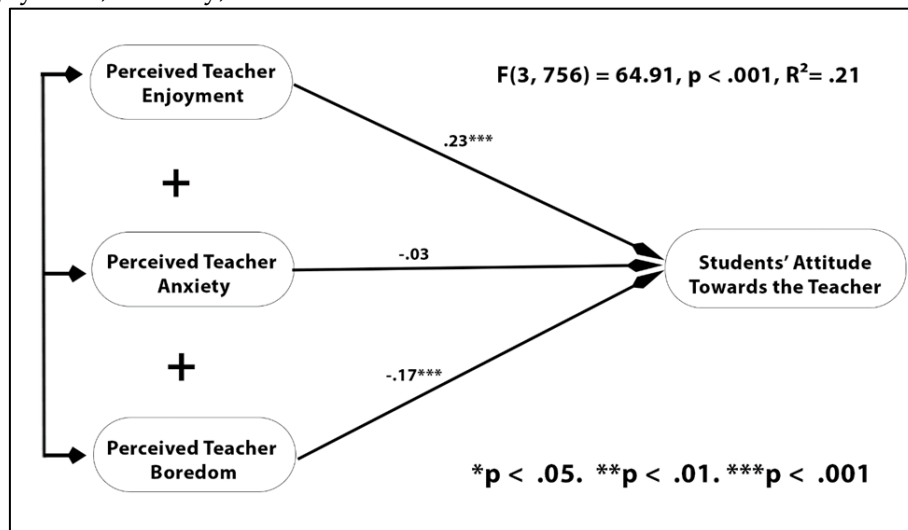 Perceived Teacher
Enjoyment
F(3, 756) = 64.91, p < .001, R²= .21
.23***
+
Perceived Teacher
Anxiety
-.03
Students' Attitude
Towards the Teacher
+
-.17***
Perceived Teacher
Boredom
*p < .05. **p < .01. ***p < .001